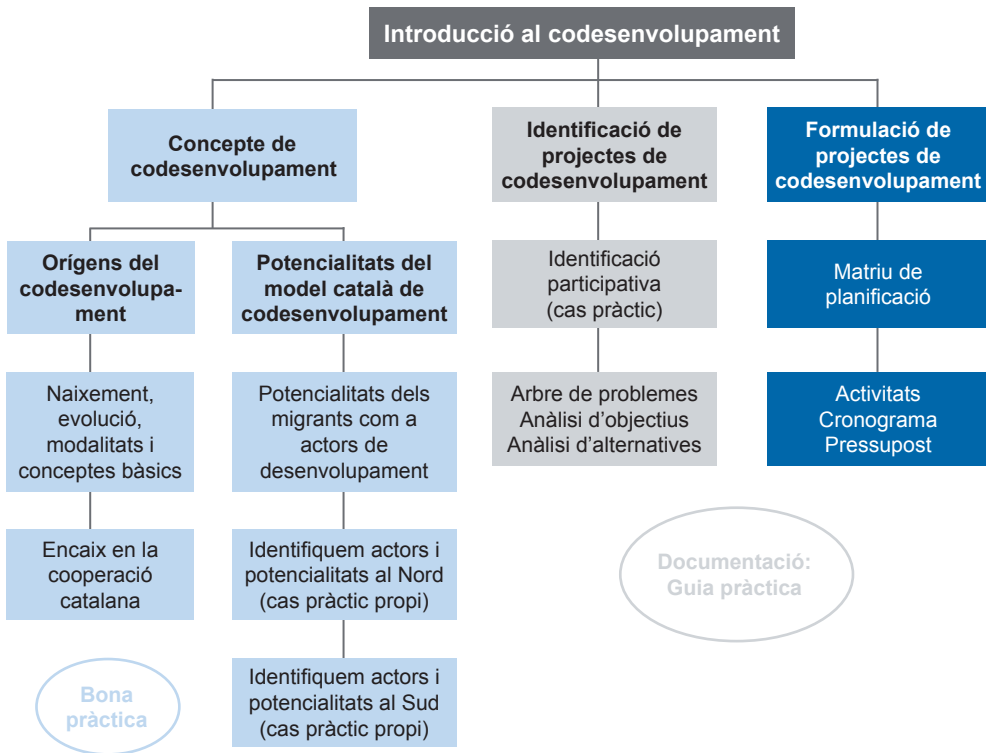 Introducció al codesenvolupament
Concepte de
codesenvolupament
Identificació de
projectes de
codesenvolupament
Formulació de
projectes de
codesenvolupament
Orígens del
codesenvolupa-
ment
Potencialitats del
model català de
codesenvolupament
Identificació
participativa
(cas pràctic)
Matriu de
planificació
Naixement,
evolució,
modalitats i
conceptes bàsics
Potencialitats dels
migrants com a
actors de
desenvolupament
Arbre de problemes
Anàlisi d’objectius
Anàlisi d’alternatives
Activitats
Cronograma
Pressupost
Encaix en la
cooperació
catalana
Identifiquem actors i
potencialitats al Nord
(cas pràctic propi)
Documentació:
Guia pràctica
Bona
pràctica
Identifiquem actors i
potencialitats al Sud
(cas pràctic propi)